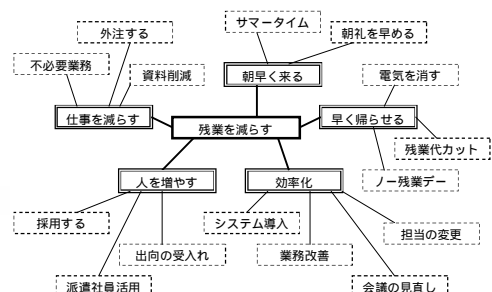 サマータイム
朝礼を早める
外注する
不必要業務
資料削減
朝早く来る
電気を消す
仕事を減らす
残業を減らす
早く帰らせる
残業代カット
人を増やす
効率化
ノー残業デー
採用する
システム導入
担当の変更
出向の受入れ
業務改善
派遣社員活用
会議の見直し